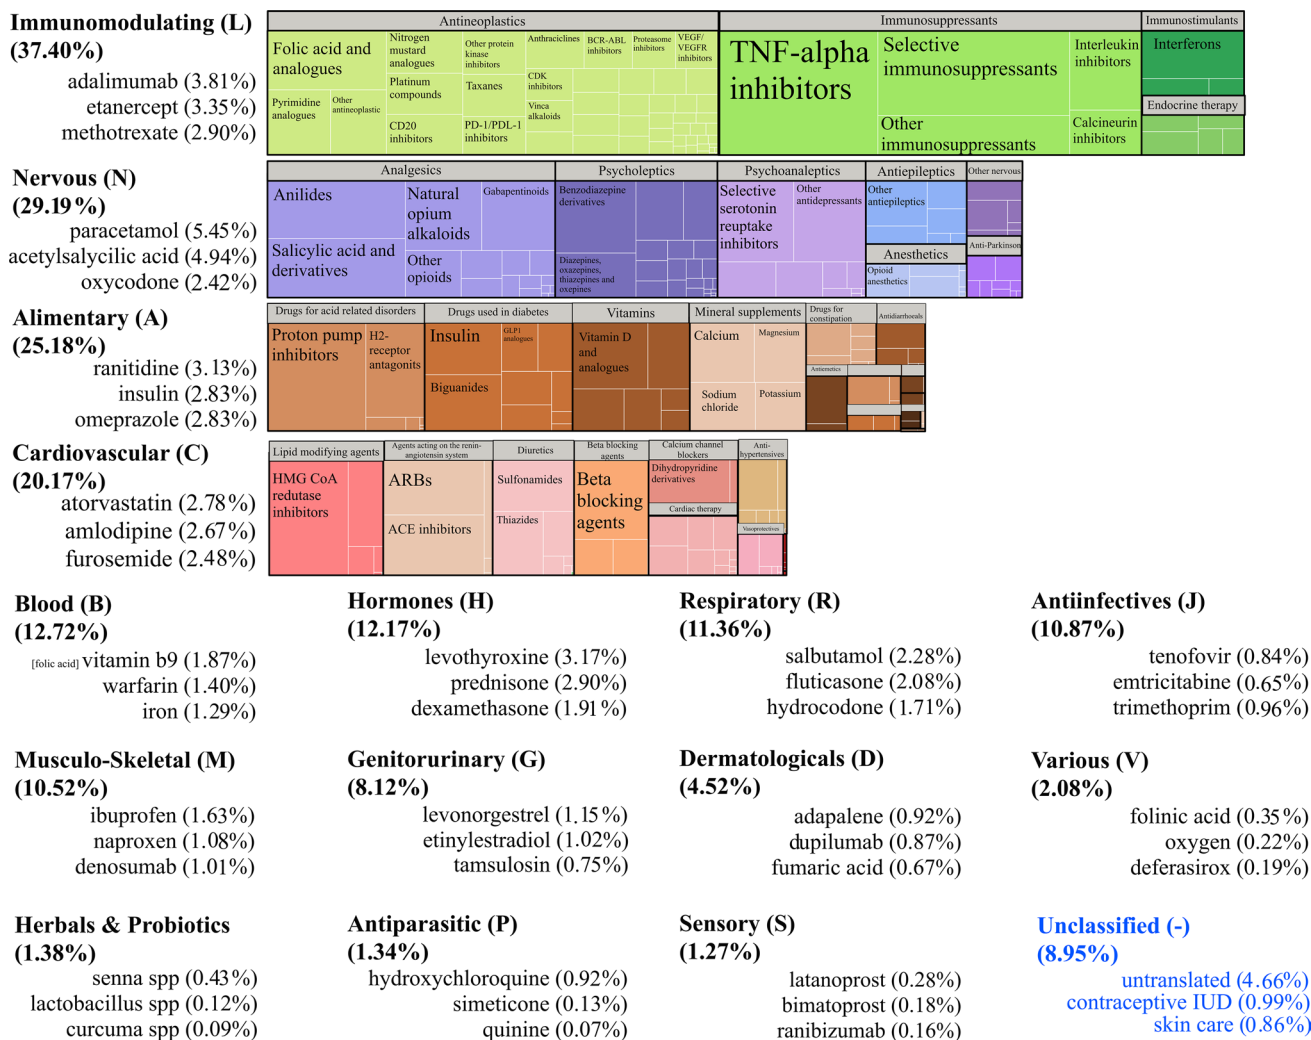 Immunomodulating (L)
(37.40%)
adalimumab (3.81%)
etanercept (3.35%)
methotrexate (2.90%)
Antineoplastics
Folic acid and
analogues
Pyrimidine
analogues
Other
antineoplastic
Nitrogen
mustard
analogues
Platinum
compounds
CD20
inhibitors
Other protein
kinase
inhibitors
Taxanes
PD-1/PDL-1
inhibitors
Anthraciclines
CDK
inhibitors
Vinca
alkaloids
BCR-ABL
inhibitors
Proteasome
inhibitors
VEGF/
VEGFR
inhibitors
Immunosuppressants
TNF-alpha
inhibitors
Selective
immunosuppressants
Other
immunosuppressants
Interleukin
inhibitors
Calcineurin
inhibitors
Immunostimulants
Interferons
Endocrine therapy
Nervous (N)
(29.19%)
paracetamol (5.45%)
acetylsalycilic acid (4.94%)
oxycodone (2.42%)
Analgesics
Anilides
Salicylic acid and
derivatives
Natural
opium
alkaloids
Other
opioids
Gabapentinoids
Psycholeptics
Benzodiazepine
derivatives
Diazepines,
oxazepines,
thiazepines and
oxepines
Psychoanaleptics
Selective
serotonin
reuptake
inhibitors
Other
antidepressants
Antiepileptics
Other
antiepileptics
Anesthetics
Opioid
anesthetics
Other nervous
Anti-Parkinson
Alimentary (A)
(25.18%)
ranitidine (3.13%)
insulin (2.83%)
omeprazole (2.83%)
Drugs for acid related disorders
Proton pump
inhibitors
H2-
receptor
antagonits
Drugs used in diabetes
Insulin
Biguanides
GLP1
analogues
Vitamins
Vitamin D
and
analogues
Mineral supplements
Calcium
Magnesium
Sodium
chloride
Potassium
Drugs for
constipation
Antidiarrhoeals
Antiemetics
Cardiovascular (C)
(20.17%)
atorvastatin (2.78%)
amlodipine (2.67%)
furosemide (2.48%)
Lipid modifying agents
HMG CoA
redutase
inhibitors
Agents acting on the renin-
angiotensin system
ARBs
ACE inhibitors
Diuretics
Sulfonamides
Thiazides
Beta blocking
agents
Beta
blocking
agents
Calcium channel
blockers
Dihydropyridine
derivatives
Cardiac therapy
Anti-
hypertensives
Vasoprotectives
Blood (B)
(12.72%)
[folic acid] vitamin b9 (1.87%)
warfarin (1.40%)
iron (1.29%)
Hormones (H)
(12.17%)
levothyroxine (3.17%)
prednisone (2.90%)
dexamethasone (1.91%)
Respiratory (R)
(11.36%)
salbutamol (2.28%)
fluticasone (2.08%)
hydrocodone (1.71%)
Antiinfectives (J)
(10.87%)
tenofovir (0.84%)
emtricitabine (0.65%)
trimethoprim (0.96%)
Musculo-Skeletal (M)
(10.52%)
ibuprofen (1.63%)
naproxen (1.08%)
denosumab (1.01%)
Genitorurinary (G)
(8.12%)
levonorgestrel (1.15%)
etinylestradiol (1.02%)
tamsulosin (0.75%)
Dermatologicals (D)
(4.52%)
adapalene (0.92%)
dupilumab (0.87%)
fumaric acid (0.67%)
Various (V)
(2.08%)
folinic acid (0.35%)
oxygen (0.22%)
deferasirox (0.19%)
Herbals & Probiotics
(1.38%)
senna spp (0.43%)
lactobacillus spp (0.12%)
curcuma spp (0.09%)
Antiparasitic (P)
(1.34%)
hydroxychloroquine (0.92%)
simeticone (0.13%)
quinine (0.07%)
Sensory (S)
(1.27%)
latanoprost (0.28%)
bimatoprost (0.18%)
ranibizumab (0.16%)
Unclassified (-)
(8.95%)
untranslated (4.66%)
contraceptive IUD (0.99%)
skin care (0.86%)